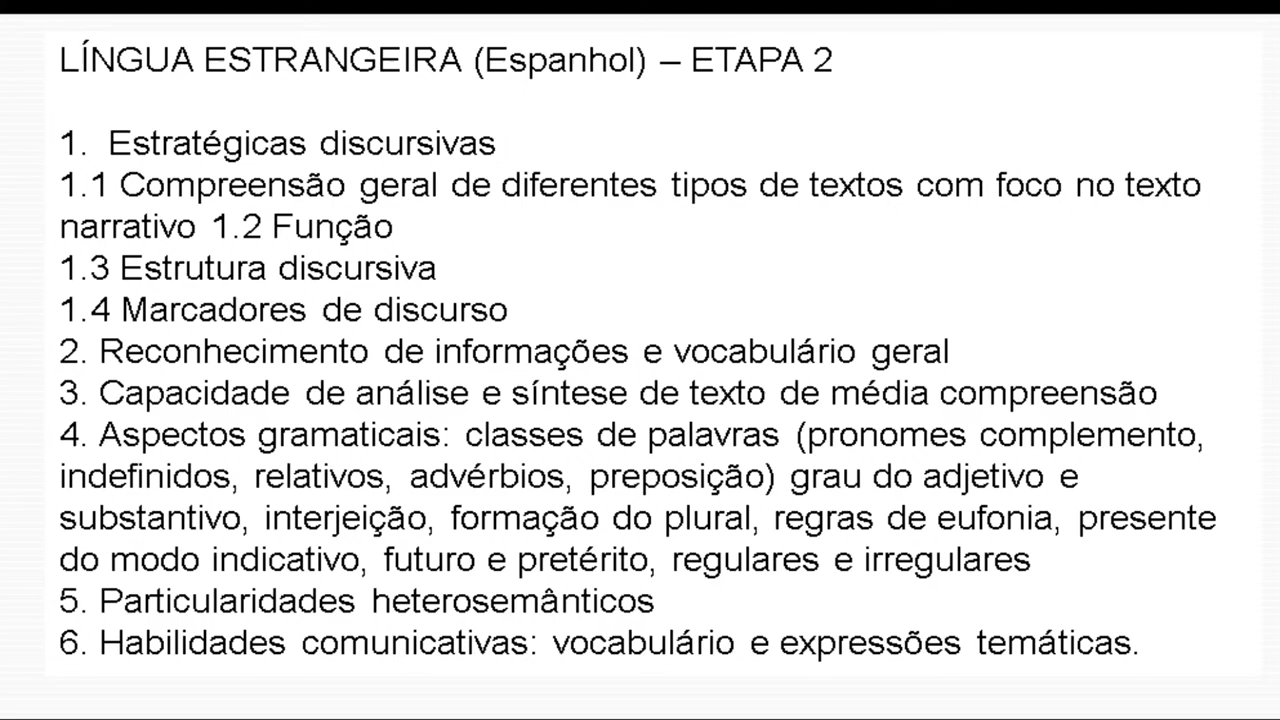 LÍNGUA ESTRANGEIRA (Espanhol) – ETAPA 2
1. Estratégicas discursivas
1.1 Compreensão geral de diferentes tipos de textos com foco no texto
narrativo 1.2 Função
1.3 Estrutura discursiva
1.4 Marcadores de discurso
2. Reconhecimento de informações e vocabulário geral
3. Capacidade de análise e síntese de texto de média compreensão
4. Aspectos gramaticais: classes de palavras (pronomes complemento,
indefinidos, relativos, advérbios, preposição) grau do adjetivo e
substantivo, interjeição, formação do plural, regras de eufonia, presente
do modo indicativo, futuro e pretérito, regulares e irregulares
5. Particularidades heterosemânticos
6. Habilidades comunicativas: vocabulário e expressões temáticas.